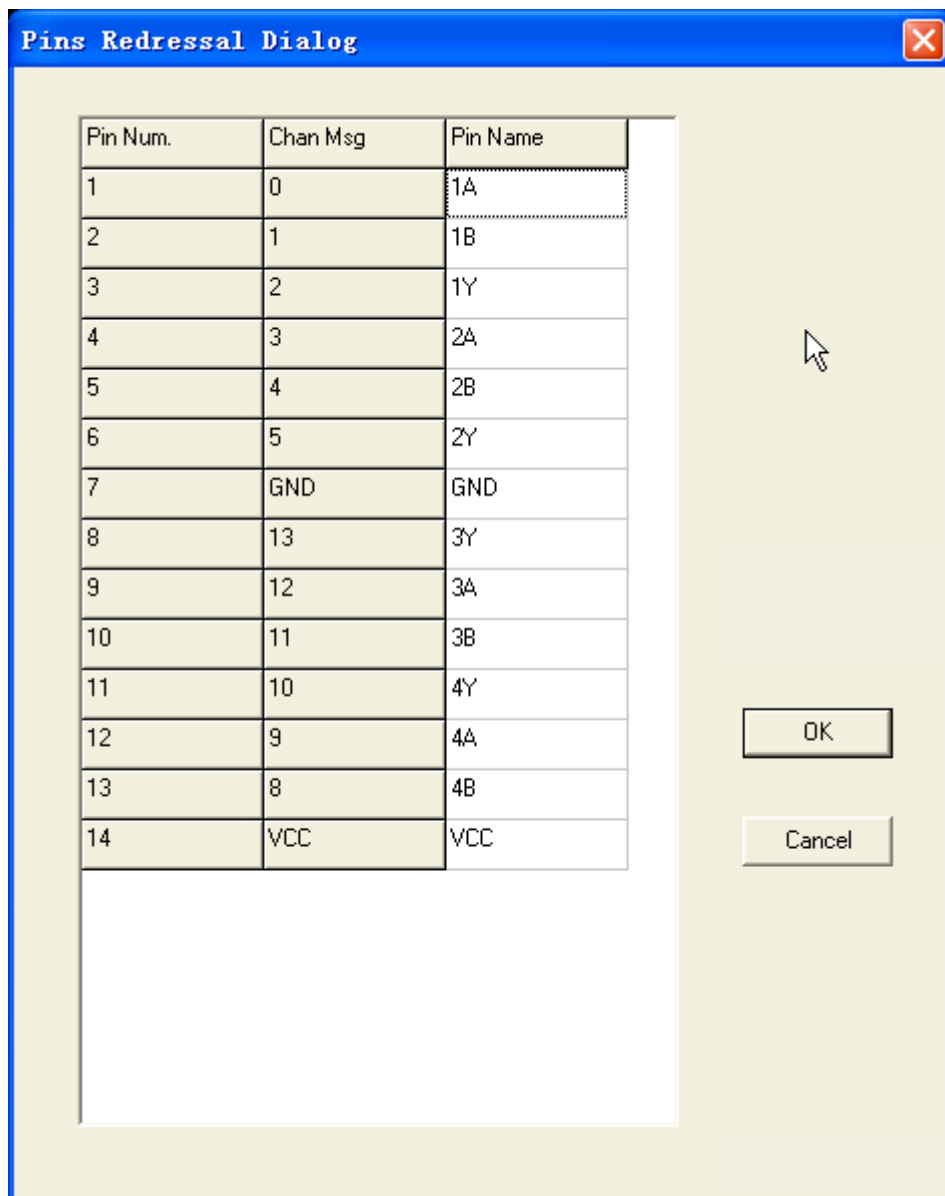 Pins Redressal Dialog
Pin Num. Chan Msg Pin Name
1 0 1A
2 1 1B
3 2 1Y
4 3 2A
5 4 2B
6 5 2Y
7 GND GND
8 13 3Y
9 12 3A
10 11 3B
11 10 4Y
12 9 4A
13 8 4B
14 VCC VCC
OK
Cancel